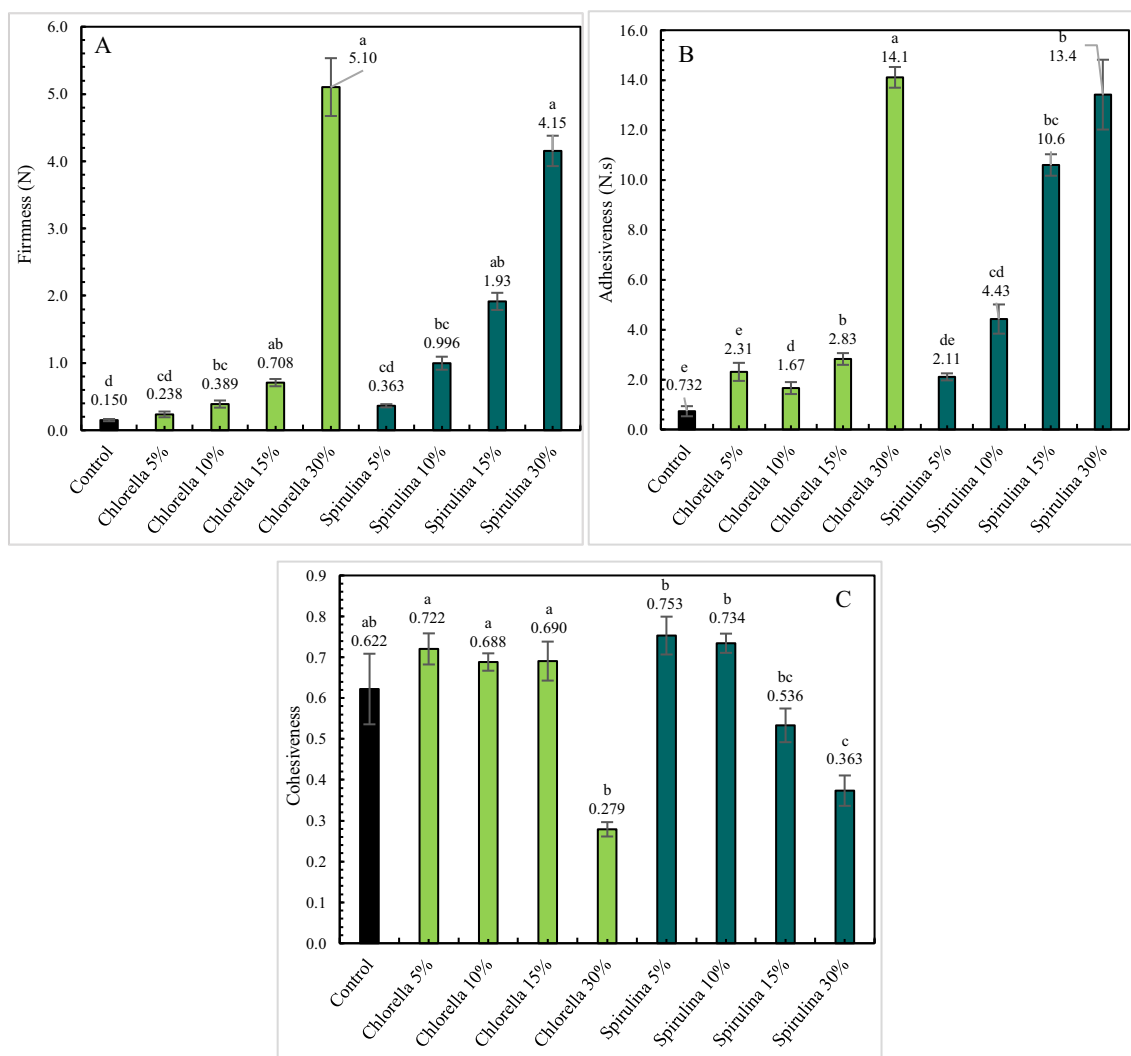 A
Firmness (N)
6.0
5.0
4.0
3.0
2.0
1.0
0.0
d
0.150
cd
0.238
bc
0.389
ab
0.708
a
5.10
cd
0.363
bc
0.996
ab
1.93
a
4.15
Control
Chlorella 5%
Chlorella 10%
Chlorella 15%
Chlorella 30%
Spirulina 5%
Spirulina 10%
Spirulina 15%
Spirulina 30%
B
Adhesiveness (N.s)
16.0
14.0
12.0
10.0
8.0
6.0
4.0
2.0
0.0
e
0.732
e
2.31
d
1.67
b
2.83
a
14.1
de
2.11
cd
4.43
bc
10.6
b
13.4
Control
Chlorella 5%
Chlorella 10%
Chlorella 15%
Chlorella 30%
Spirulina 5%
Spirulina 10%
Spirulina 15%
Spirulina 30%
C
Cohesiveness
0.9
0.8
0.7
0.6
0.5
0.4
0.3
0.2
0.1
0.0
ab
0.622
a
0.722
a
0.688
a
0.690
b
0.279
b
0.753
b
0.734
bc
0.536
c
0.363
Control
Chlorella 5%
Chlorella 10%
Chlorella 15%
Chlorella 30%
Spirulina 5%
Spirulina 10%
Spirulina 15%
Spirulina 30%